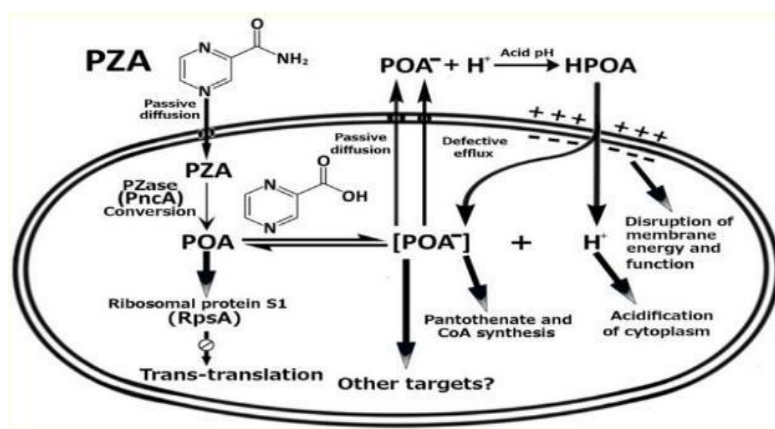 PZA
N
N
O
NH₂
Passive
diffusion
POA⁻ + H⁺
Acid pH
HPOA
+++
+++
PZA
PZase
(PncA)
Conversion
N
N
O
OH
Passive
diffusion
Defective
efflux
POA
[POA⁻]
+
H⁺
Disruption of
membrane
energy and
function
Ribosomal protein S1
(RpsA)
Pantothenate and
CoA synthesis
Acidification
of cytoplasm
Trans-translation
Other targets?